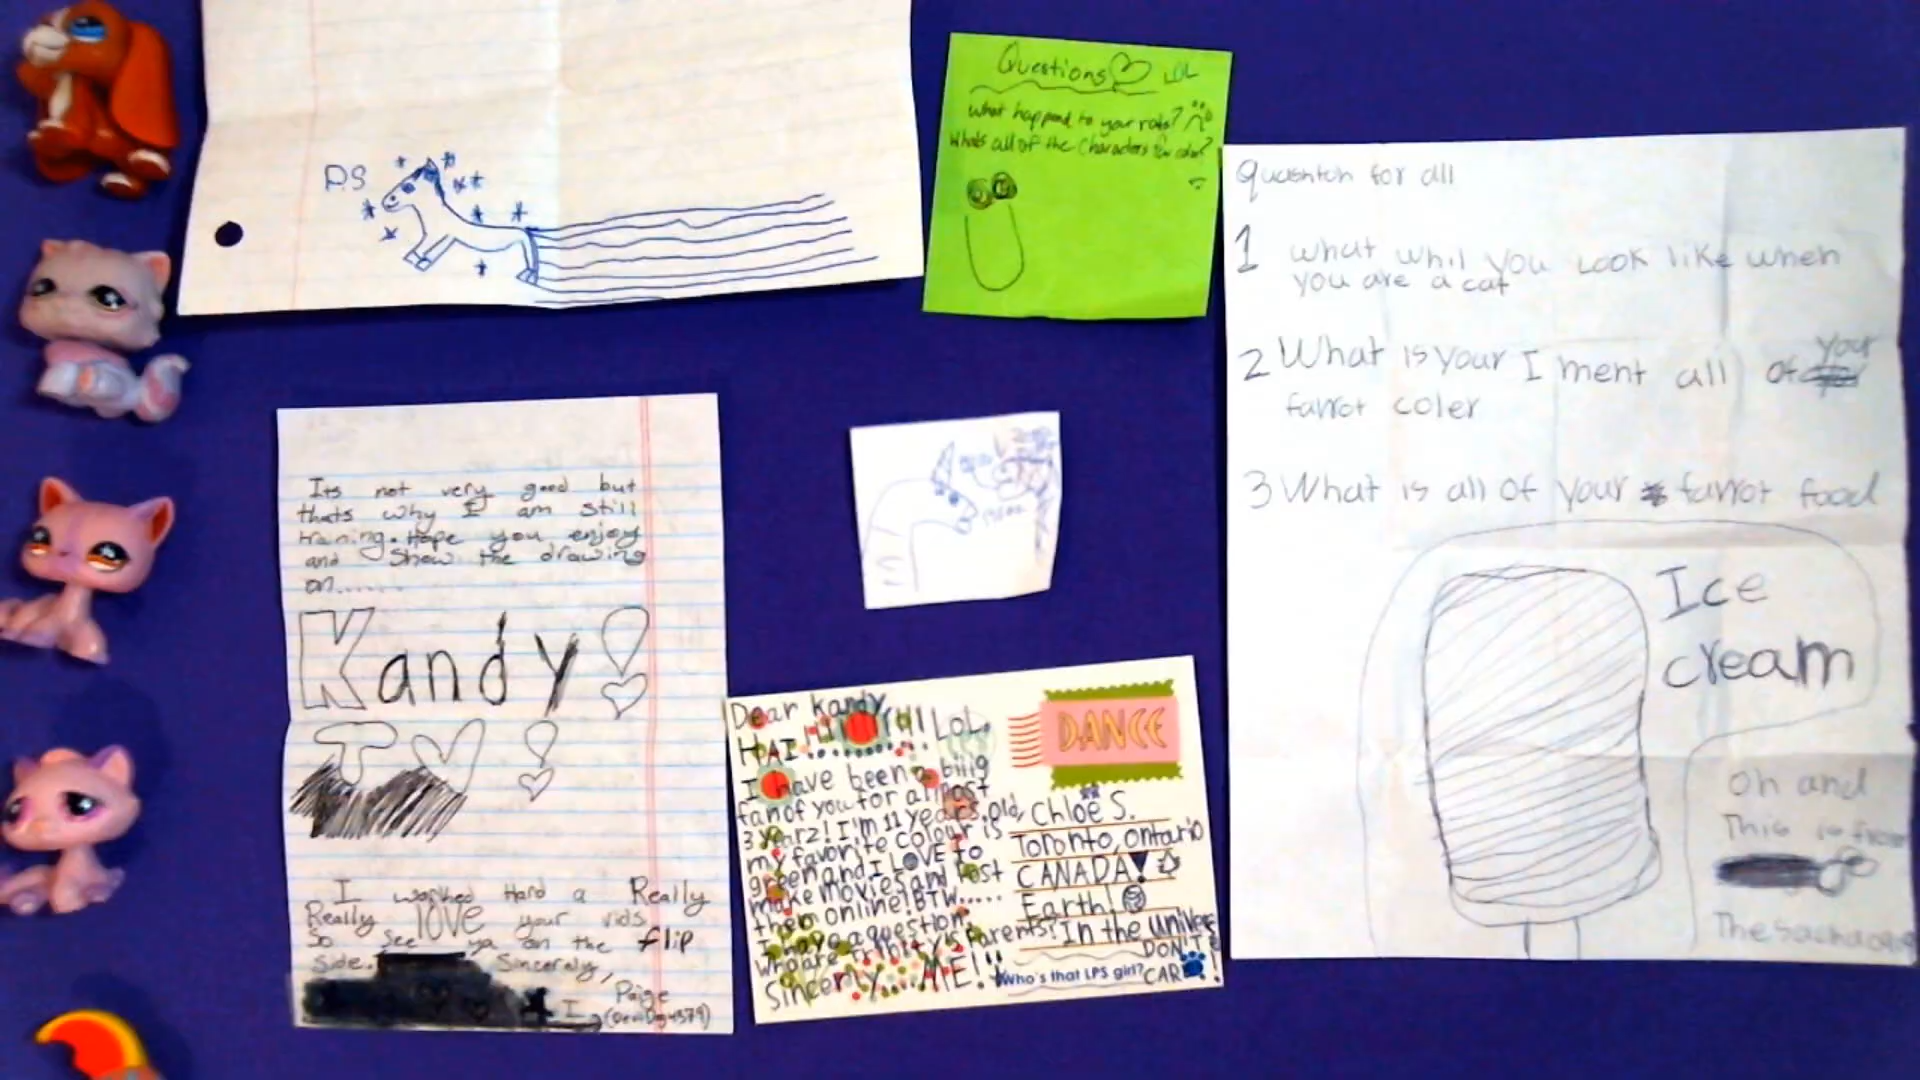 P.S
Questions LOL
What happend to your rats?
Whats all of the Characters fav color?
Quashtoh for all
1 What whil you look like when
you are a cat
2 What is your I ment all of your
farrot coler
3 What is all of your farrot food
Ice
cream
Oh and
This is from
Its not very good but
thats why I am still
training. Hope you enjoy
and show the drawing
on......
Kandy!
TV!
I worked Hard a Really
Really love your vids
So See ya on the flip
side. Sincerely,
Paige
Dear Kandy,
HAI LOL.
I have been a biiig
fan of you for allmost
3 yearz! I'm 11 years old,
my favorite colour is
green and I LOVE to
make movies and Post
them online! BTW.....
I have a question
who are Trinity's Parents?
Sincerly.... ME!
DANCE
Chloë S.
Toronto, ontario
CANADA!
Earth!
In the univers
Who's that LPS girl?
DON'T
CARE!